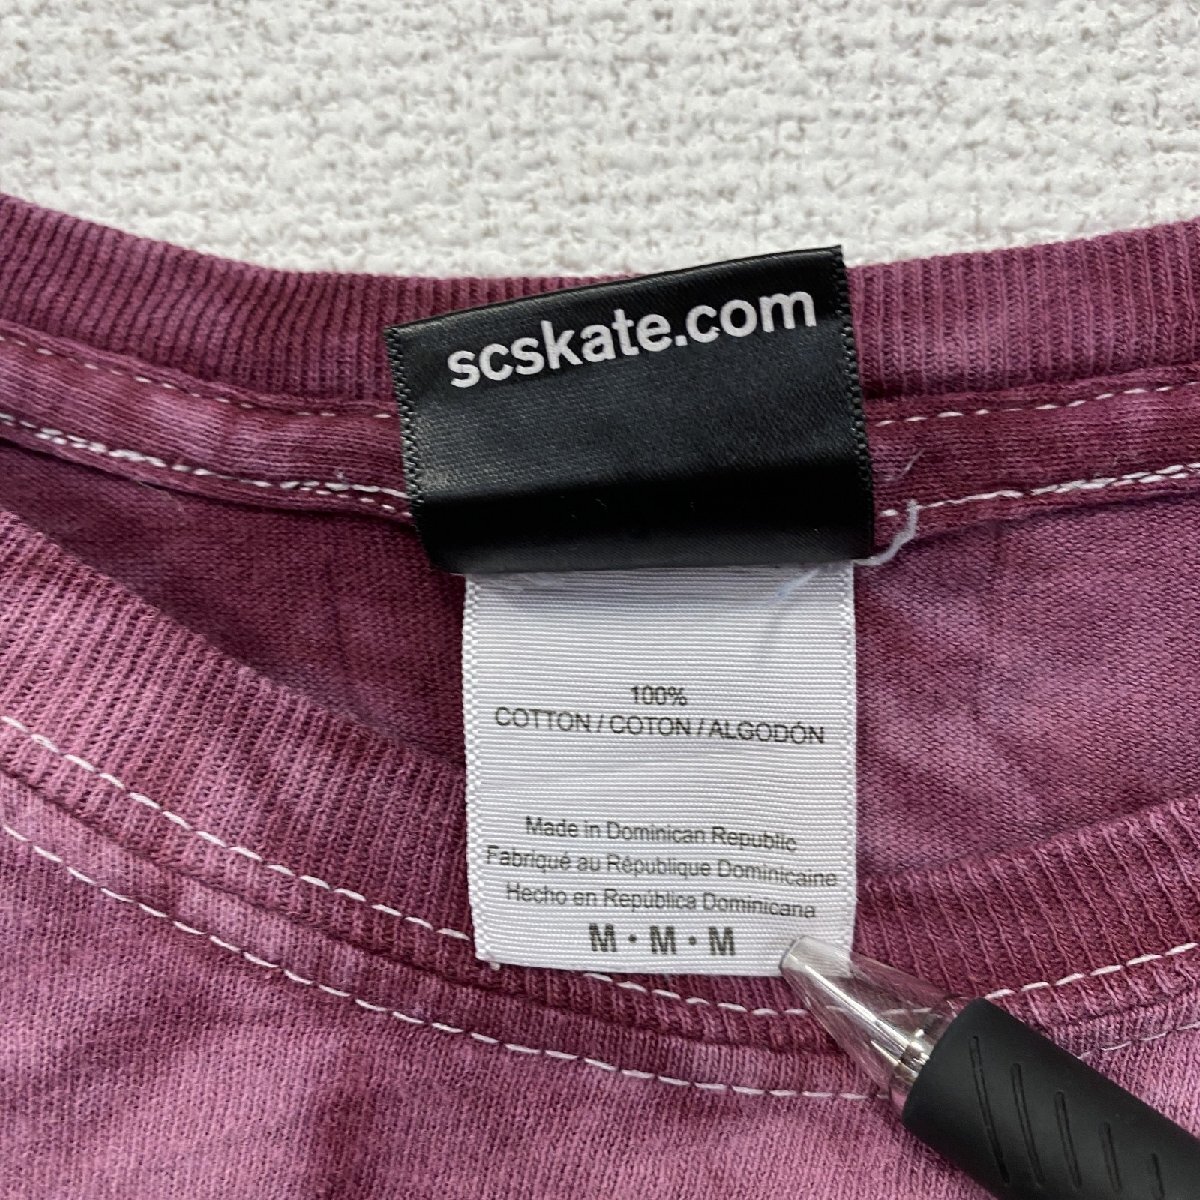 scskate.com
100%
COTTON / COTON / ALGODÓN
Made in Dominican Republic
Fabriqué au République Dominicaine
Hecho en República Dominicana
M • M • M